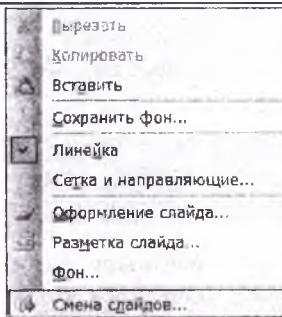 Вырезать
Копировать
Вставить
Сохранить фон...
Линейка
Сетка и направляющие...
Оформление слайда...
Разметка слайда...
Фон...
Смена слайдов...